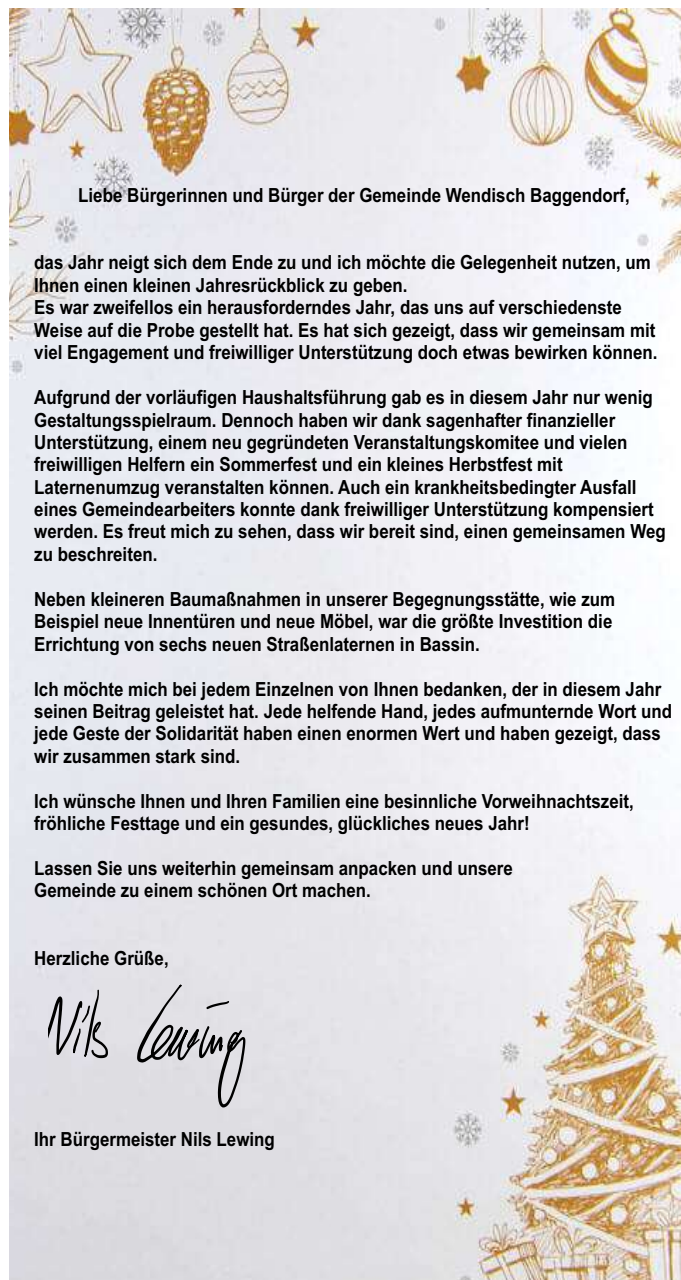 Liebe Bürgerinnen und Bürger der Gemeinde Wendisch Baggendorf,
das Jahr neigt sich dem Ende zu und ich möchte die Gelegenheit nutzen, um
Ihnen einen kleinen Jahresrückblick zu geben.
Es war zweifellos ein herausforderndes Jahr, das uns auf verschiedenste
Weise auf die Probe gestellt hat. Es hat sich gezeigt, dass wir gemeinsam mit
viel Engagement und freiwilliger Unterstützung doch etwas bewirken können.
Aufgrund der vorläufigen Haushaltsführung gab es in diesem Jahr nur wenig
Gestaltungsspielraum. Dennoch haben wir dank sagenhafter finanzieller
Unterstützung, einem neu gegründeten Veranstaltungskomitee und vielen
freiwilligen Helfern ein Sommerfest und ein kleines Herbstfest mit
Laternenumzug veranstalten können. Auch ein krankheitsbedingter Ausfall
eines Gemeindearbeiters konnte dank freiwilliger Unterstützung kompensiert
werden. Es freut mich zu sehen, dass wir bereit sind, einen gemeinsamen Weg
zu beschreiten.
Neben kleineren Baumaßnahmen in unserer Begegnungsstätte, wie zum
Beispiel neue Innentüren und neue Möbel, war die größte Investition die
Errichtung von sechs neuen Straßenlaternen in Bassin.
Ich möchte mich bei jedem Einzelnen von Ihnen bedanken, der in diesem Jahr
seinen Beitrag geleistet hat. Jede helfende Hand, jedes aufmunternde Wort und
jede Geste der Solidarität haben einen enormen Wert und haben gezeigt, dass
wir zusammen stark sind.
Ich wünsche Ihnen und Ihren Familien eine besinnliche Vorweihnachtszeit,
fröhliche Festtage und ein gesundes, glückliches neues Jahr!
Lassen Sie uns weiterhin gemeinsam anpacken und unsere
Gemeinde zu einem schönen Ort machen.
Herzliche Grüße,
Nils Lewing
Ihr Bürgermeister Nils Lewing